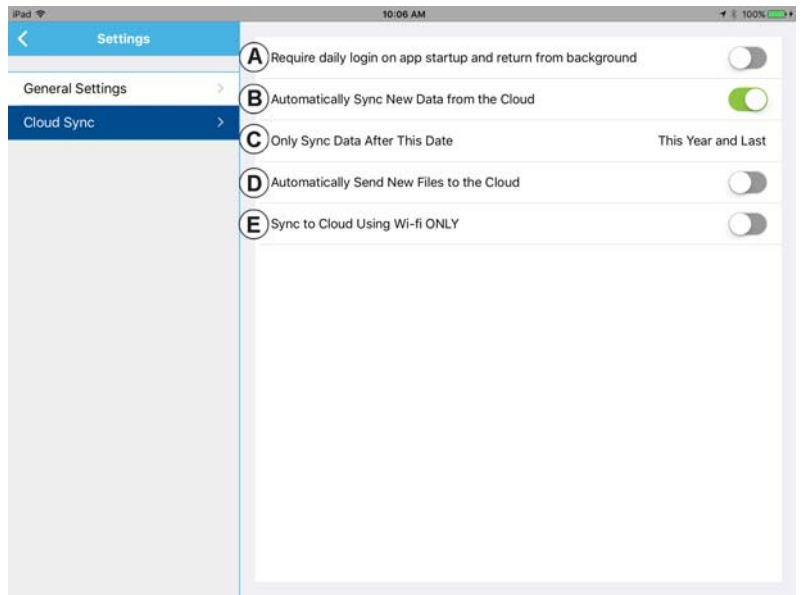 iPad 10:06 AM 100%
Settings
General Settings
Cloud Sync
A Require daily login on app startup and return from background
B Automatically Sync New Data from the Cloud
C Only Sync Data After This Date This Year and Last
D Automatically Send New Files to the Cloud
E Sync to Cloud Using Wi-fi ONLY